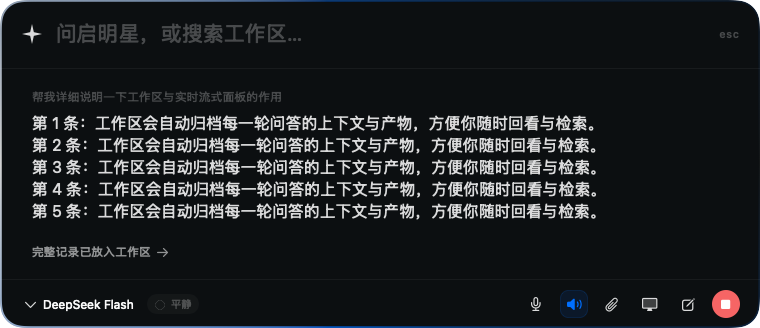 问启明星，或搜索工作区...
esc
帮我详细说明一下工作区与实时流式面板的作用
第 1 条：工作区会自动归档每一轮问答的上下文与产物，方便你随时回看与检索。
第 2 条：工作区会自动归档每一轮问答的上下文与产物，方便你随时回看与检索。
第 3 条：工作区会自动归档每一轮问答的上下文与产物，方便你随时回看与检索。
第 4 条：工作区会自动归档每一轮问答的上下文与产物，方便你随时回看与检索。
第 5 条：工作区会自动归档每一轮问答的上下文与产物，方便你随时回看与检索。
完整记录已放入工作区 →
DeepSeek Flash
平静